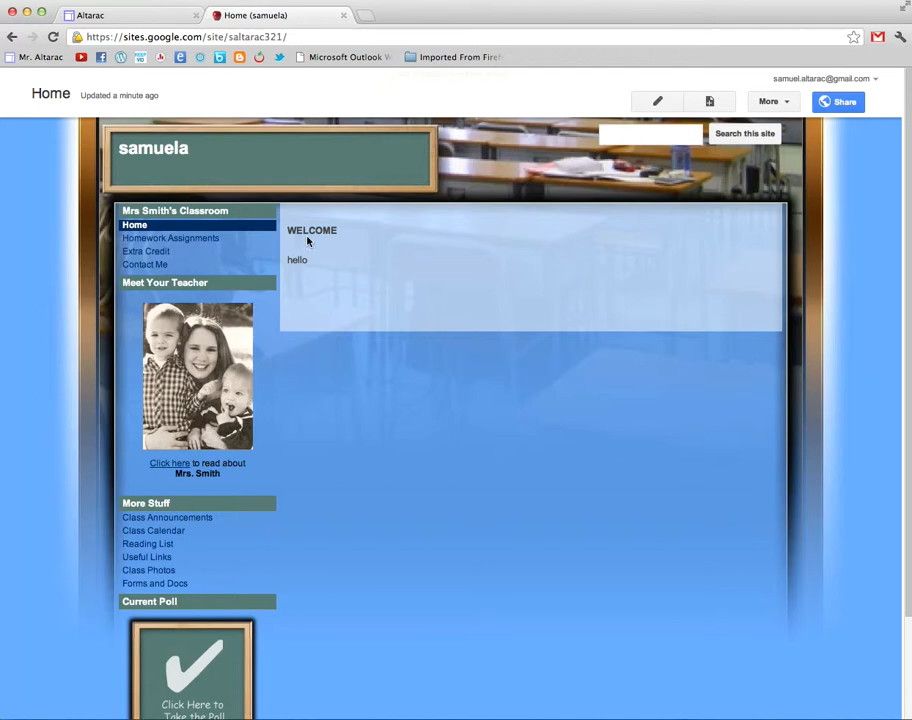 Altarac
Home (samuela)
https://sites.google.com/site/saltarac321/
Mr. Altarac
Microsoft Outlook W
Imported From Firef
samuel.altarac@gmail.com
Home
Updated a minute ago
More
Share
samuela
Search this site
Mrs Smith's Classroom
Home
Homework Assignments
Extra Credit
Contact Me
Meet Your Teacher
Click here to read about
Mrs. Smith
More Stuff
Class Announcements
Class Calendar
Reading List
Useful Links
Class Photos
Forms and Docs
Current Poll
Click Here to
Take the Poll
WELCOME
hello